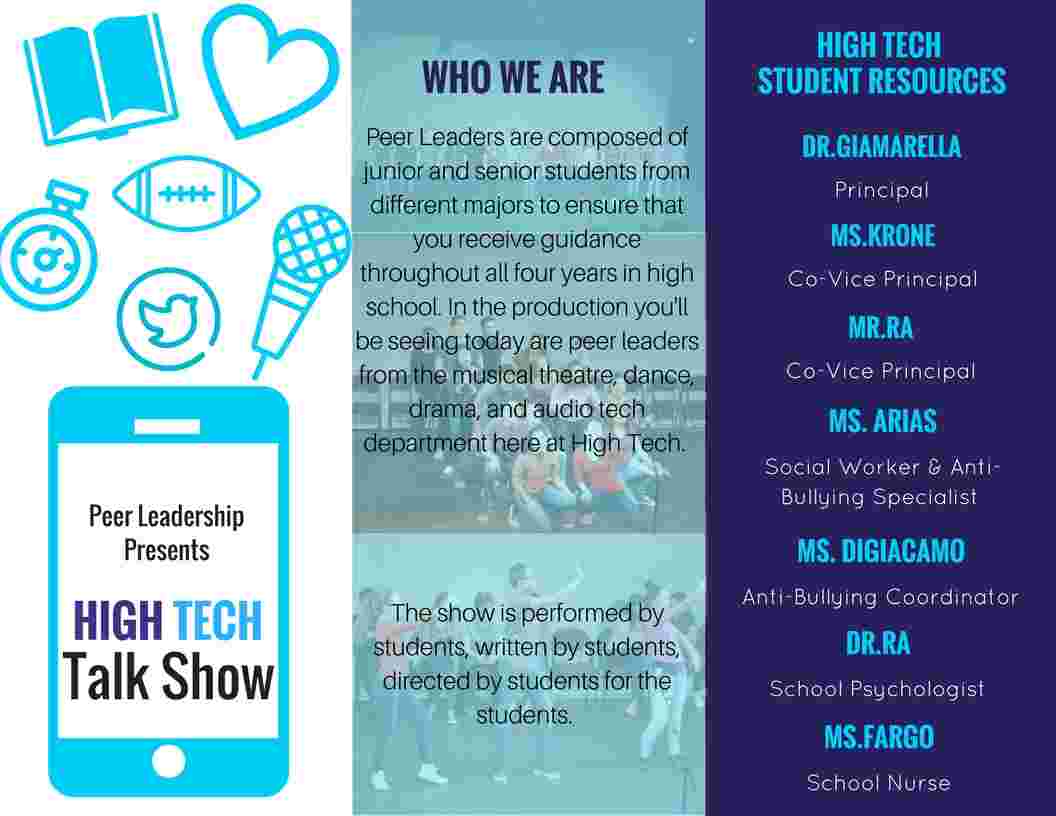 Peer Leadership
Presents
HIGH TECH
Talk Show
WHO WE ARE
Peer Leaders are composed of
junior and senior students from
different majors to ensure that
you receive guidance
throughout all four years in high
school. In the production you'll
be seeing today are peer leaders
from the musical theatre, dance,
drama, and audio tech
department here at High Tech.
The show is performed by
students, written by students,
directed by students for the
students.
HIGH TECH
STUDENT RESOURCES
DR.GIAMARELLA
Principal
MS.KRONE
Co-Vice Principal
MR.RA
Co-Vice Principal
MS. ARIAS
Social Worker & Anti-
Bullying Specialist
MS. DIGIACAMO
Anti-Bullying Coordinator
DR.RA
School Psychologist
MS.FARGO
School Nurse